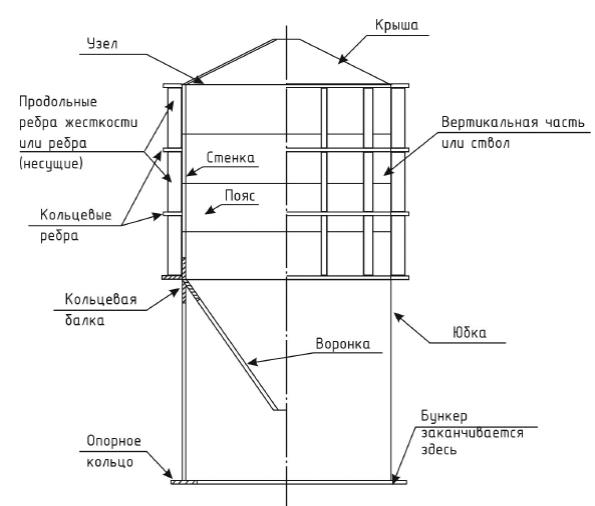 Крыша
Узел
Продольные
ребра жесткости
или ребра
(несущие)
Вертикальная часть
или ствол
Стенка
Пояс
Кольцевые
ребра
Кольцевая
балка
Воронка
Юбка
Бункер
заканчивается
здесь
Опорное
кольцо